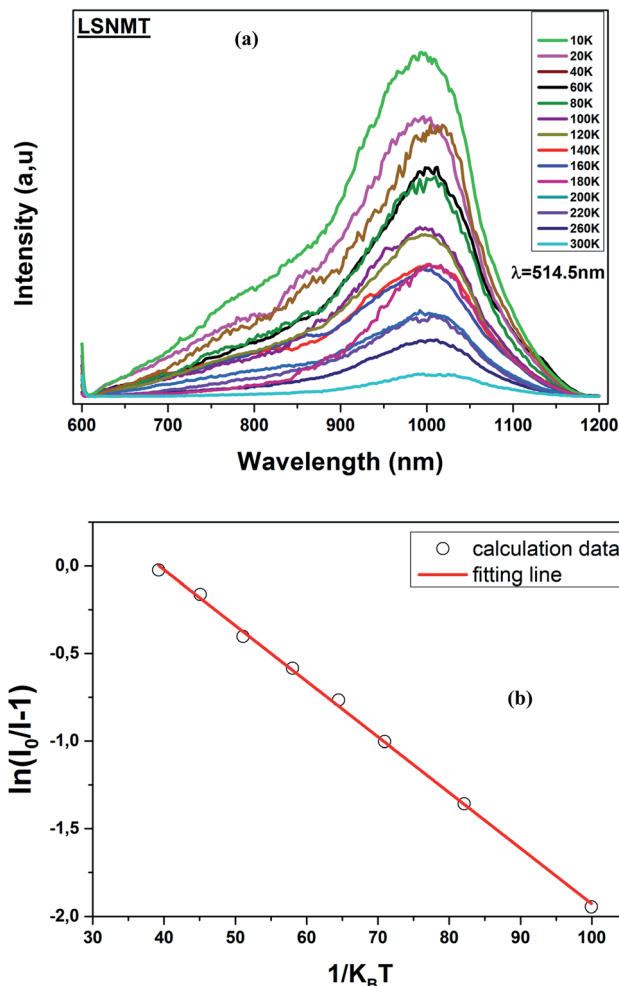 LSNMT
(a)
10K
20K
40K
60K
80K
100K
120K
140K
160K
180K
200K
220K
260K
300K
λ=514.5nm
Intensity (a,u)
600 700 800 900 1000 1100 1200
Wavelength (nm)
calculation data
fitting line
(b)
0,0
-0,5
-1,0
-1,5
-2,0
ln(I₀/I-1)
30 40 50 60 70 80 90 100
1/K_BT